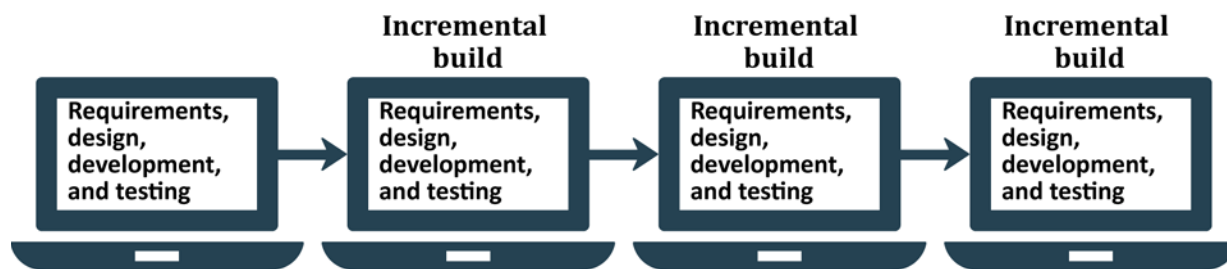 Incremental
build
Incremental
build
Incremental
build
Requirements,
design,
development,
and testing
Requirements,
design,
development,
and testing
Requirements,
design,
development,
and testing
Requirements,
design,
development,
and testing